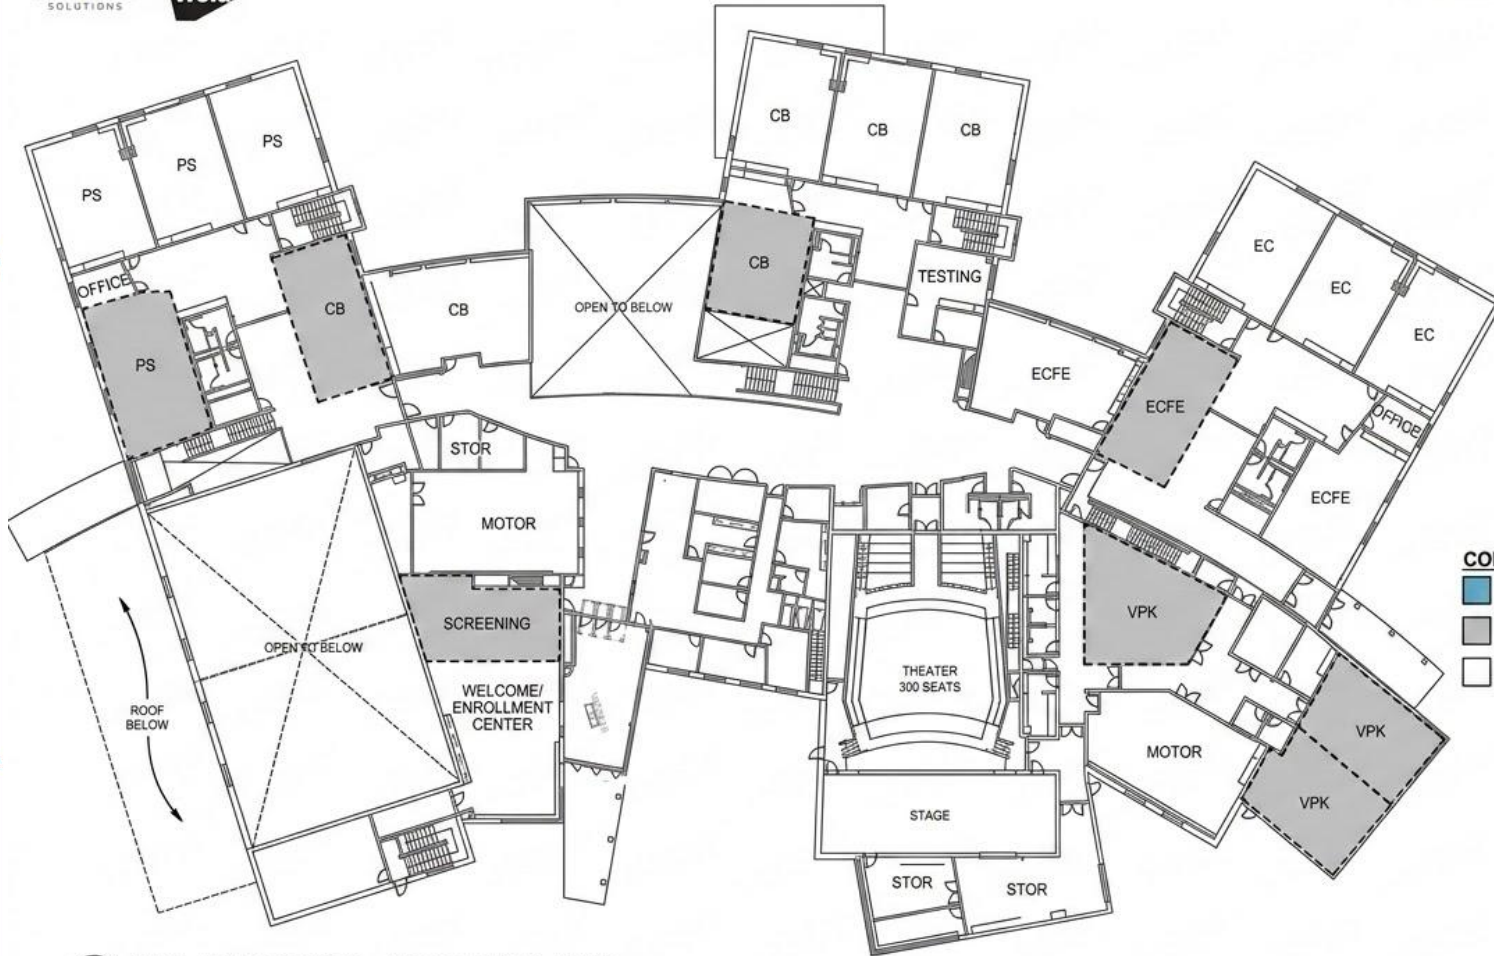 SOLUTIONS
CB
CB
CB
PS
PS
PS
CB
TESTING
EC
EC
EC
OFFICE
CB
CB
OPEN TO BELOW
PS
ECFE
ECFE
OFFICE
STOR
MOTOR
ECFE
SCREENING
VPK
OPEN TO BELOW
THEATER
300 SEATS
WELCOME/
ENROLLMENT
CENTER
ROOF
BELOW
VPK
MOTOR
VPK
STAGE
STOR
STOR